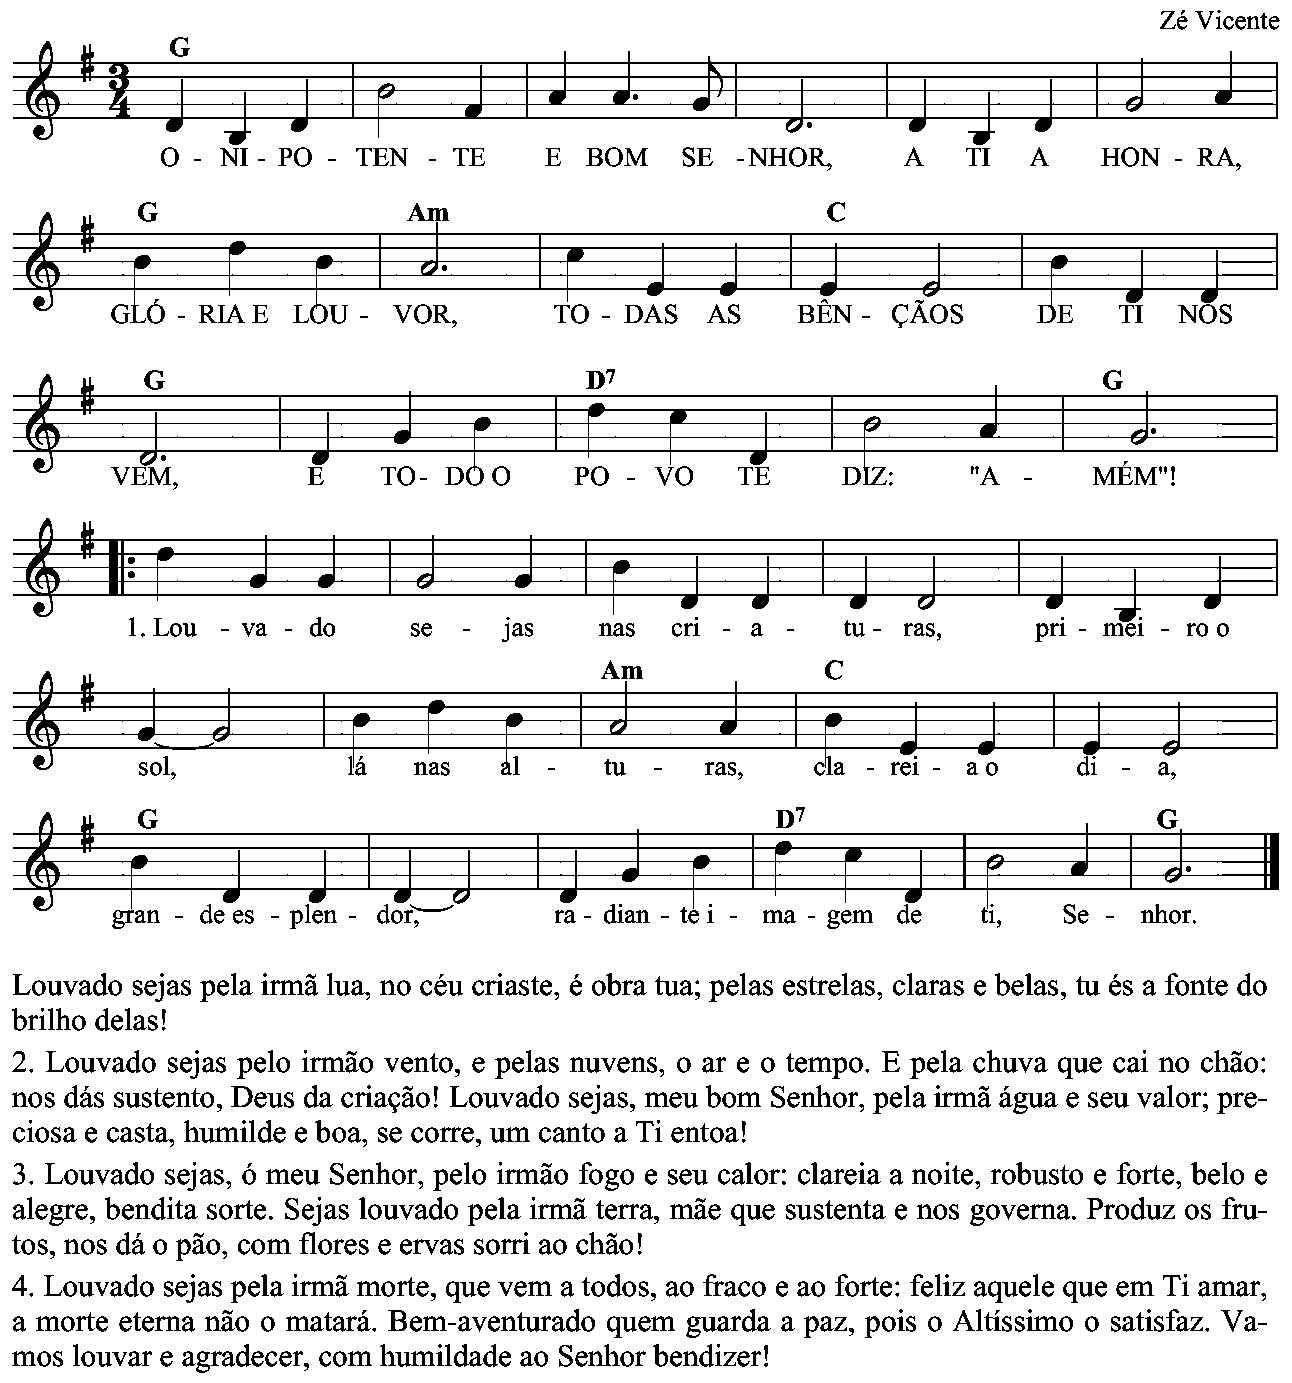 Zé Vicente
G
3
4
O - NI - PO - TEN - TE E BOM SE - NHOR, A TI A HON - RA,
G Am C
GLÓ - RIA E LOU - VOR, TO - DAS AS BÊN - ÇÃOS DE TI NOS
G D7 G
VEM, E TO - DO O PO - VO TE DIZ: "A - MÉM"!
1. Lou - va - do se - jas nas cri - a - tu - ras, pri - mei - ro o
Am C
sol, lá nas al - tu - ras, cla - rei - a o di - a,
G D7 G
gran - de es - plen - dor, ra - dian - te i - ma - gem de ti, Se - nhor.
Louvado sejas pela irmã lua, no céu criaste, é obra tua; pelas estrelas, claras e belas, tu és a fonte do
brilho delas!
2. Louvado sejas pelo irmão vento, e pelas nuvens, o ar e o tempo. E pela chuva que cai no chão:
nos dás sustento, Deus da criação! Louvado sejas, meu bom Senhor, pela irmã água e seu valor; pre-
ciosa e casta, humilde e boa, se corre, um canto a Ti entoa!
3. Louvado sejas, ó meu Senhor, pelo irmão fogo e seu calor: clareia a noite, robusto e forte, belo e
alegre, bendita sorte. Sejas louvado pela irmã terra, mãe que sustenta e nos governa. Produz os fru-
tos, nos dá o pão, com flores e ervas sorri ao chão!
4. Louvado sejas pela irmã morte, que vem a todos, ao fraco e ao forte: feliz aquele que em Ti amar,
a morte eterna não o matará. Bem-aventurado quem guarda a paz, pois o Altíssimo o satisfaz. Va-
mos louvar e agradecer, com humildade ao Senhor bendizer!